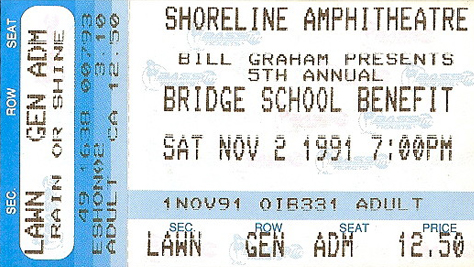 SHORELINE AMPHITHEATRE
BILL GRAHAM PRESENTS
5TH ANNUAL
BRIDGE SCHOOL BENEFIT
SAT NOV 2 1991 7:00PM
1NOV91 OIB331 ADULT
SEC. ROW SEAT PRICE
LAWN GEN ADM 12.50
SEC. ROW SEAT
LAWN GEN ADM
RAIN OR SHINE
49 1638 00793
ESHON02 3.10
ADULT CA 12.50